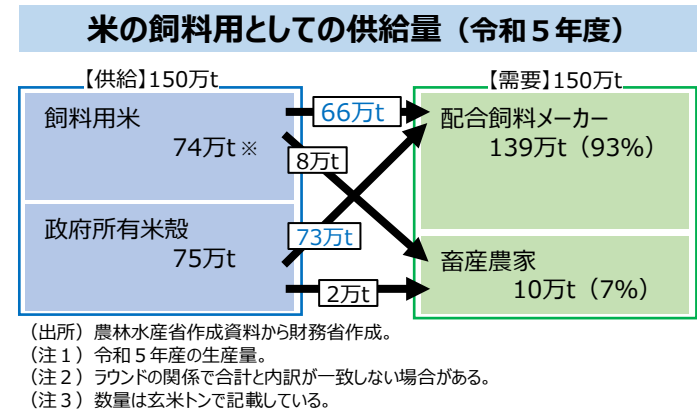 米の飼料用としての供給量（令和５年度）
【供給】150万t
【需要】150万t
飼料用米
74万t※
66万t
8万t
配合飼料メーカー
139万t（93%）
政府所有米殻
75万t
73万t
2万t
畜産農家
10万t（7%）
（出所）農林水産省作成資料から財務省作成。
（注１）令和５年産の生産量。
（注２）ラウンドの関係で合計と内訳が一致しない場合がある。
（注３）数量は玄米トンで記載している。